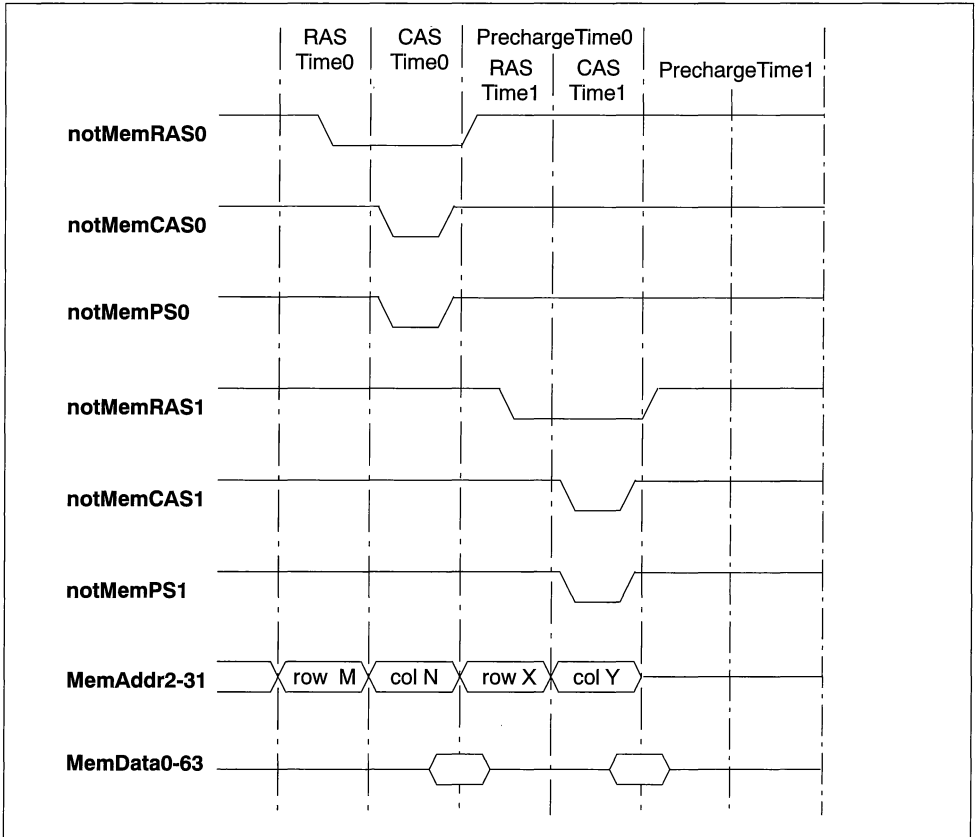 RAS Time0
CAS Time0
PrechargeTime0
RAS Time1
CAS Time1
PrechargeTime1
notMemRAS0
notMemCAS0
notMemPS0
notMemRAS1
notMemCAS1
notMemPS1
MemAddr2-31
row M
col N
row X
col Y
MemData0-63